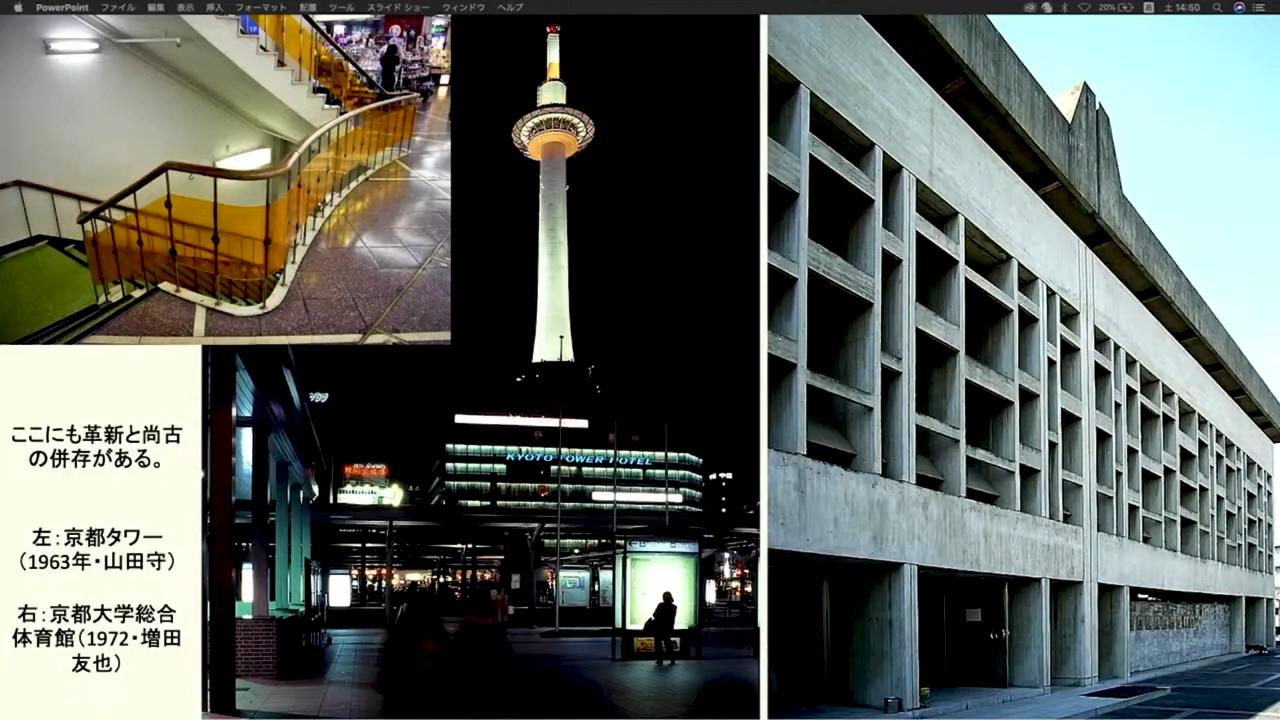 PowerPoint ファイル 編集 表示 挿入 フォーマット 配置 ツール スライド ショー ウィンドウ ヘルプ
20% 土 14:50
KYOTO TOWER HOTEL
ここにも革新と尚古
の併存がある。
左：京都タワー
（1963年・山田守）
右：京都大学総合
体育館（1972・増田
友也）